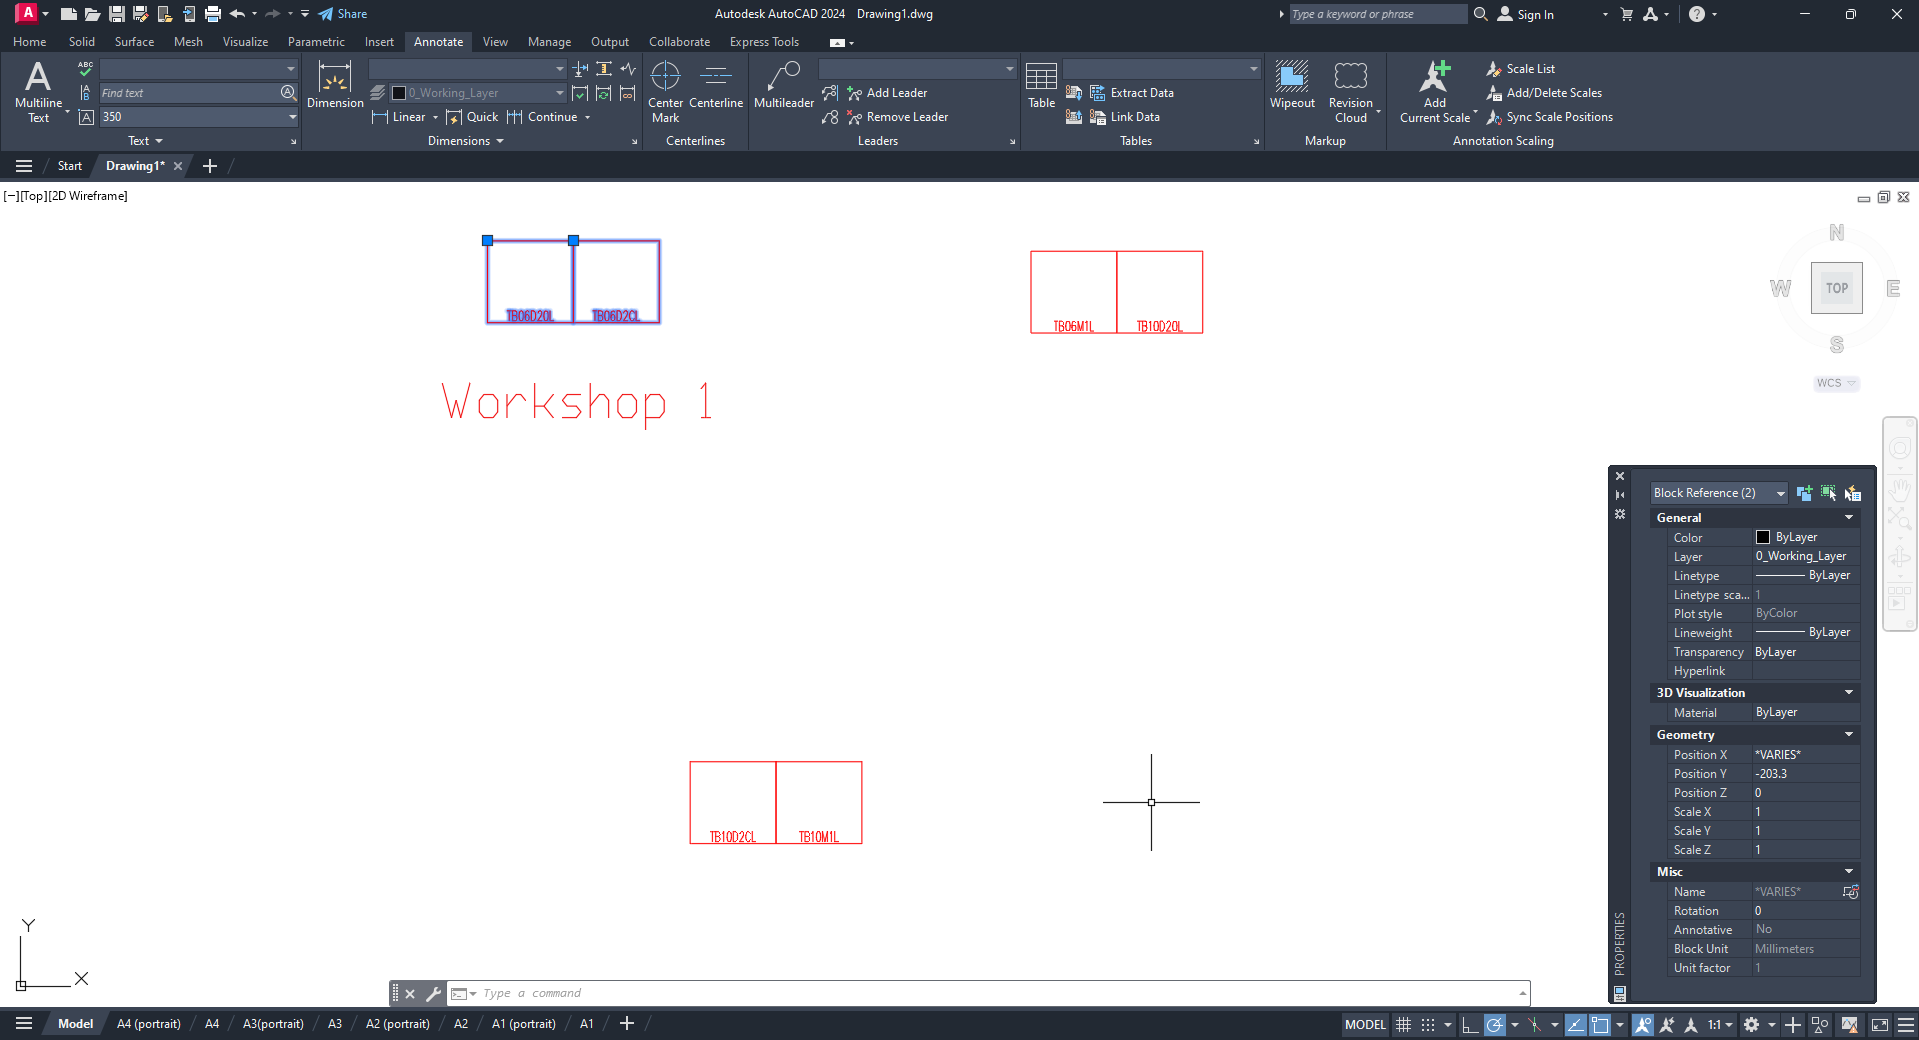 A Share Autodesk AutoCAD 2024 Drawing1.dwg Type a keyword or phrase Sign In
Home Solid Surface Mesh Visualize Parametric Insert Annotate View Manage Output Collaborate Express Tools
A Multiline Text
ABC
Find text
A 350
Text
Dimension
0_Working_Layer
Linear Quick Continue
Dimensions
Center Mark
Centerline
Centerlines
Multileader
Add Leader
Remove Leader
Leaders
Table
Extract Data
Link Data
Tables
Wipeout
Revision Cloud
Markup
Add Current Scale
Scale List
Add/Delete Scales
Sync Scale Positions
Annotation Scaling
Start Drawing1*
[−][Top][2D Wireframe]
N
W TOP E
S
WCS
TB06D2OL TB06D2CL
TB06M1L TB10D2OL
Workshop 1
TB10D2CL TB10M1L
Y
X
Block Reference (2)
General
Color ByLayer
Layer 0_Working_Layer
Linetype ByLayer
Linetype sca... 1
Plot style ByColor
Lineweight ByLayer
Transparency ByLayer
Hyperlink
3D Visualization
Material ByLayer
Geometry
Position X *VARIES*
Position Y -203.3
Position Z 0
Scale X 1
Scale Y 1
Scale Z 1
Misc
Name *VARIES*
Rotation 0
Annotative No
Block Unit Millimeters
Unit factor 1
PROPERTIES
Type a command
Model A4 (portrait) A4 A3(portrait) A3 A2 (portrait) A2 A1 (portrait) A1
MODEL 1:1